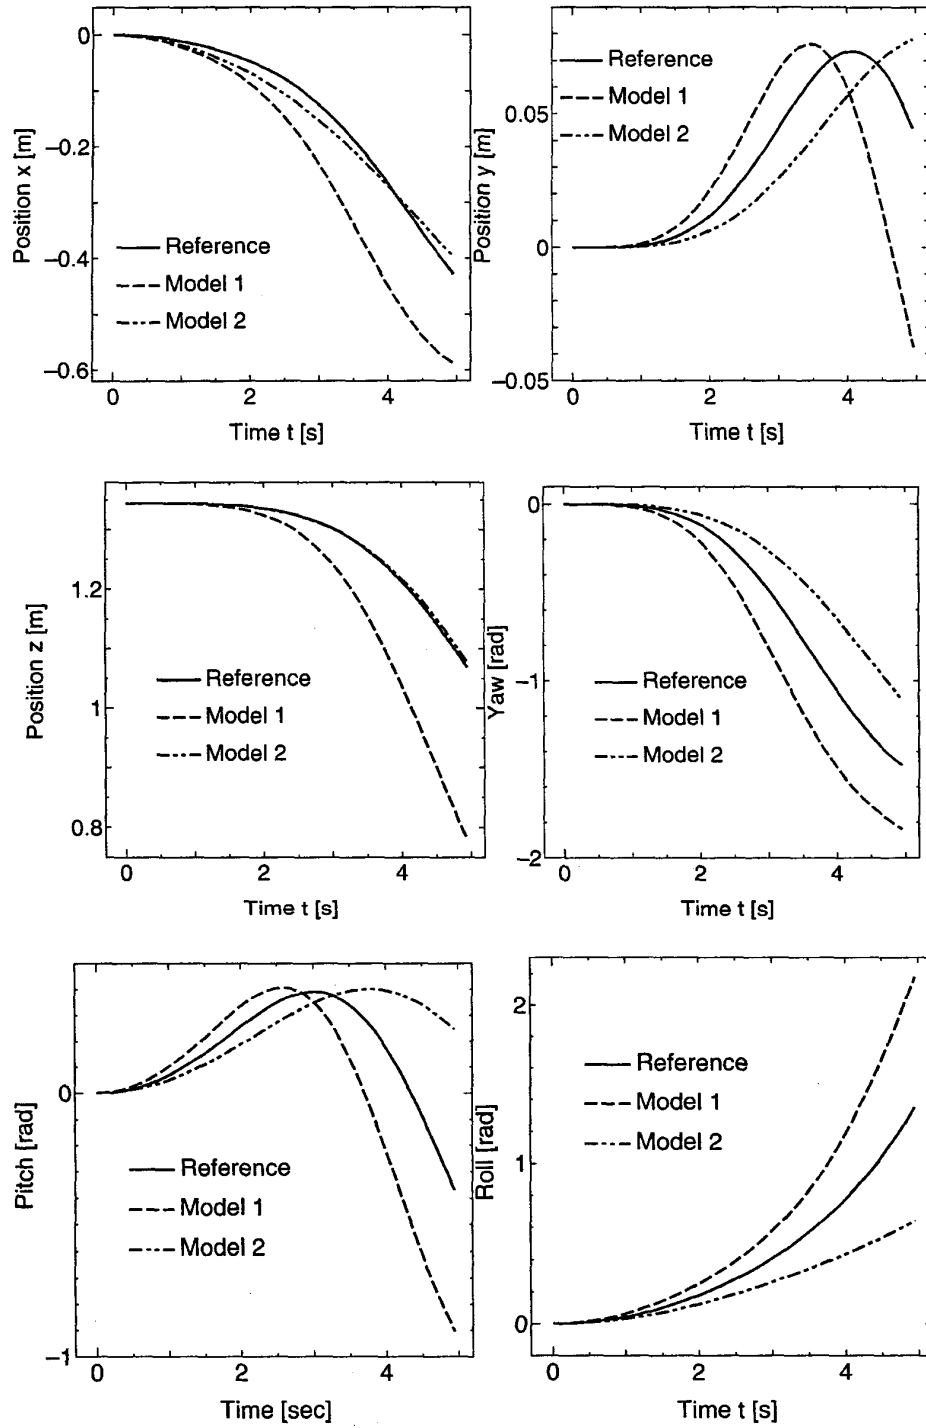 0
−0.2
−0.4
−0.6
Position x [m]
Reference
Model 1
Model 2
0 2 4
Time t [s]
0.05
0
−0.05
Position y [m]
Reference
Model 1
Model 2
0 2 4
Time t [s]
1.2
1
0.8
Position z [m]
Reference
Model 1
Model 2
0 2 4
Time t [s]
0
−1
−2
Yaw [rad]
Reference
Model 1
Model 2
0 2 4
Time t [s]
0
−1
Pitch [rad]
Reference
Model 1
Model 2
0 2 4
Time [sec]
2
1
0
Roll [rad]
Reference
Model 1
Model 2
0 2 4
Time t [s]